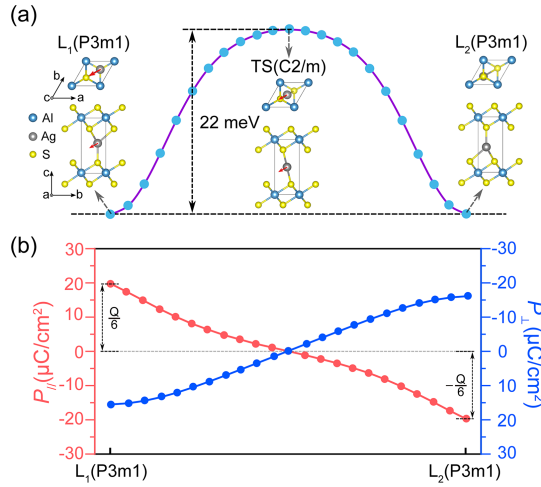 (a)
L₁(P3m1)
L₂(P3m1)
TS(C2/m)
b
c
a
Al
Ag
S
22 meV
c
a
b
(b)
30
20
10
0
-10
-20
-30
P// (μC/cm²)
Q/6
-Q/6
-30
-20
-10
0
10
20
30
P⊥ (μC/cm²)
L₁(P3m1)
L₂(P3m1)